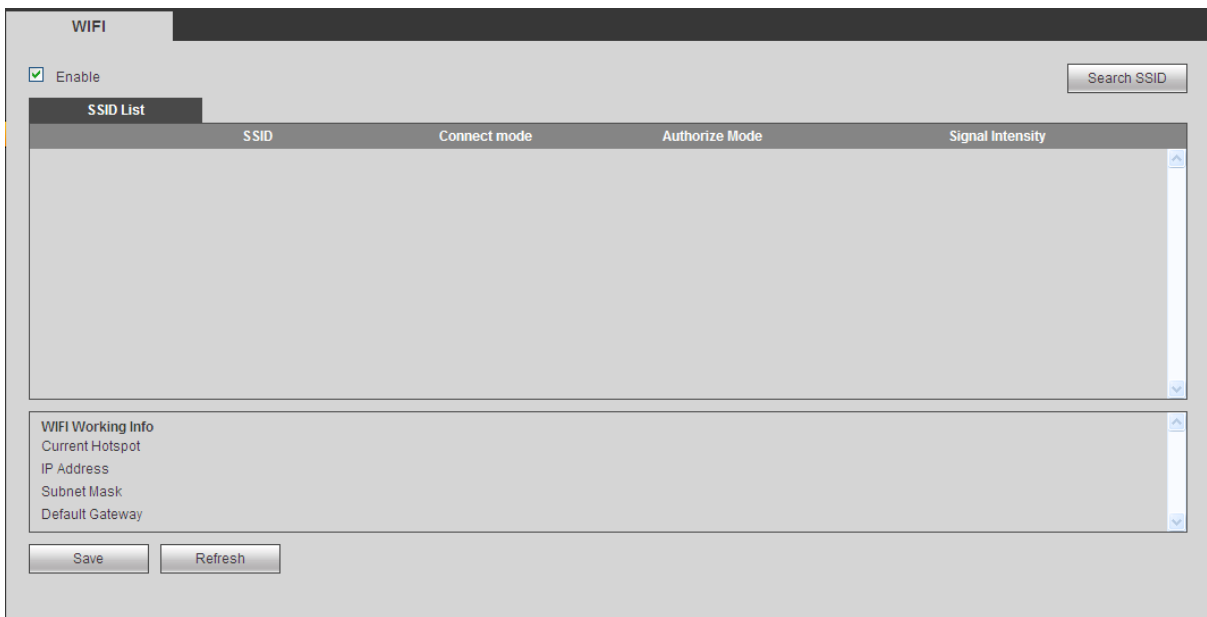 WIFI
Enable
Search SSID
SSID List
SSID Connect mode Authorize Mode Signal Intensity
WIFI Working Info
Current Hotspot
IP Address
Subnet Mask
Default Gateway
Save Refresh